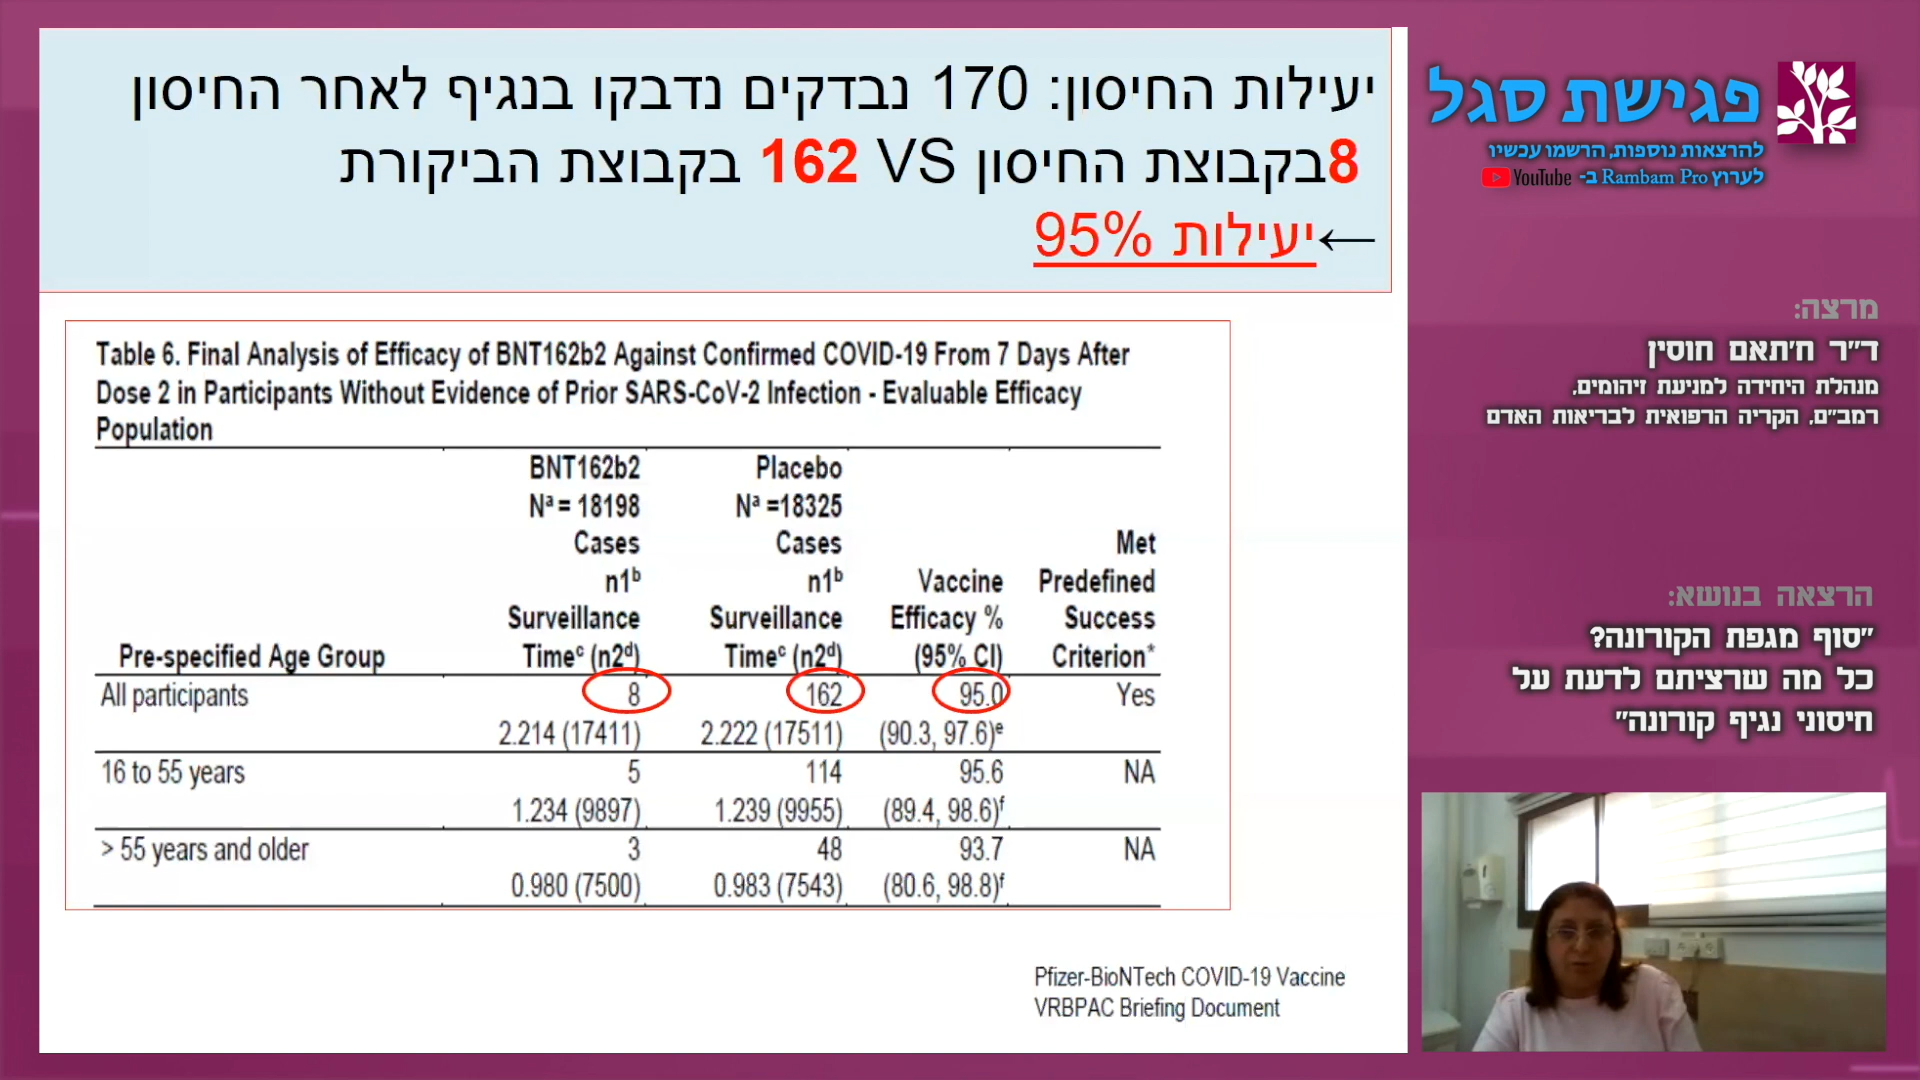 יעילות החיסון: 170 נבדקים נדבקו בנגיף לאחר החיסון
8בקבוצת החיסון VS 162 בקבוצת הביקורת
←יעילות 95%
Table 6. Final Analysis of Efficacy of BNT162b2 Against Confirmed COVID-19 From 7 Days After
Dose 2 in Participants Without Evidence of Prior SARS-CoV-2 Infection - Evaluable Efficacy
Population
BNT162b2 Placebo
Nᵃ = 18198 Nᵃ =18325
Cases Cases Met
n1ᵇ n1ᵇ Vaccine Predefined
Surveillance Surveillance Efficacy % Success
Pre-specified Age Group Timeᶜ (n2ᵈ) Timeᶜ (n2ᵈ) (95% CI) Criterion*
All participants 8 162 95.0 Yes
2.214 (17411) 2.222 (17511) (90.3, 97.6)ᵉ
16 to 55 years 5 114 95.6 NA
1.234 (9897) 1.239 (9955) (89.4, 98.6)ᶠ
> 55 years and older 3 48 93.7 NA
0.980 (7500) 0.983 (7543) (80.6, 98.8)ᶠ
Pfizer-BioNTech COVID-19 Vaccine
VRBPAC Briefing Document
פגישת סגל
להרצאות נוספות, הרשמו עכשיו
לערוץ Rambam Pro ב- YouTube
מרצה:
ד"ר ח'תאם חוסין
מנהלת היחידה למניעת זיהומים,
רמב"ם, הקריה הרפואית לבריאות האדם
הרצאה בנושא:
"סוף מגפת הקורונה?
כל מה שרציתם לדעת על
חיסוני נגיף קורונה"